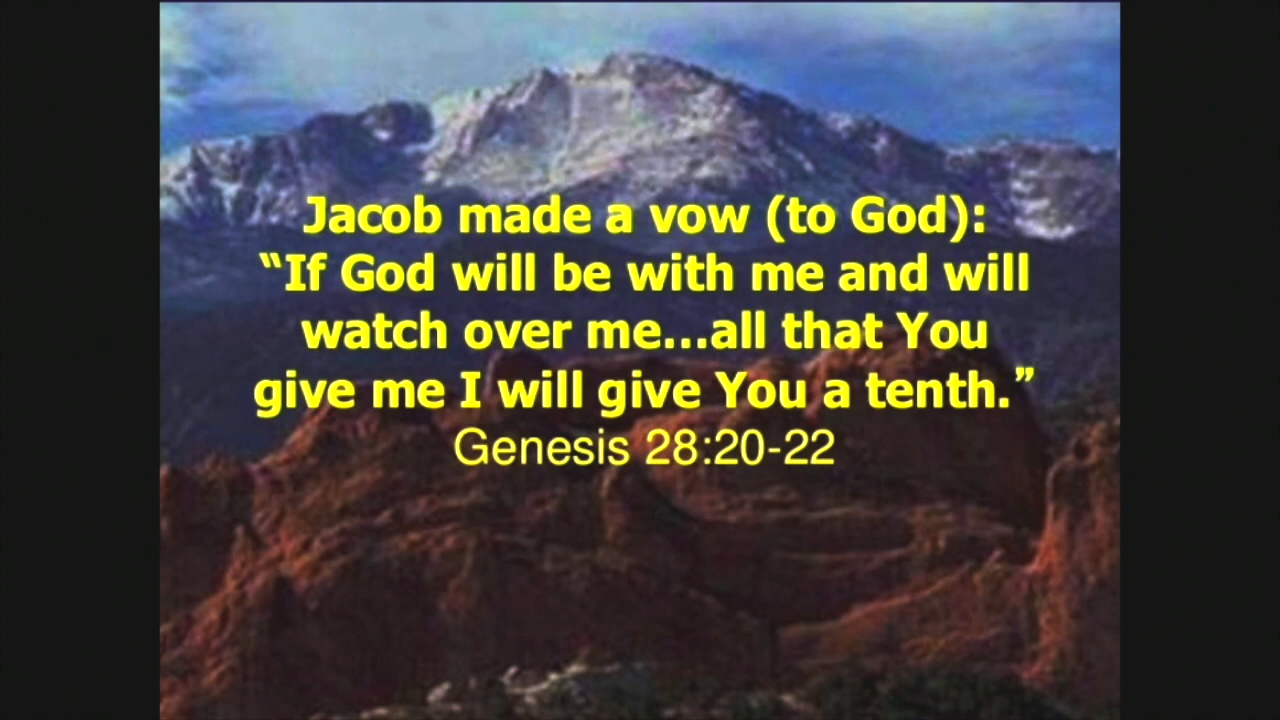 Jacob made a vow (to God):
“If God will be with me and will
watch over me...all that You
give me I will give You a tenth.”
Genesis 28:20-22